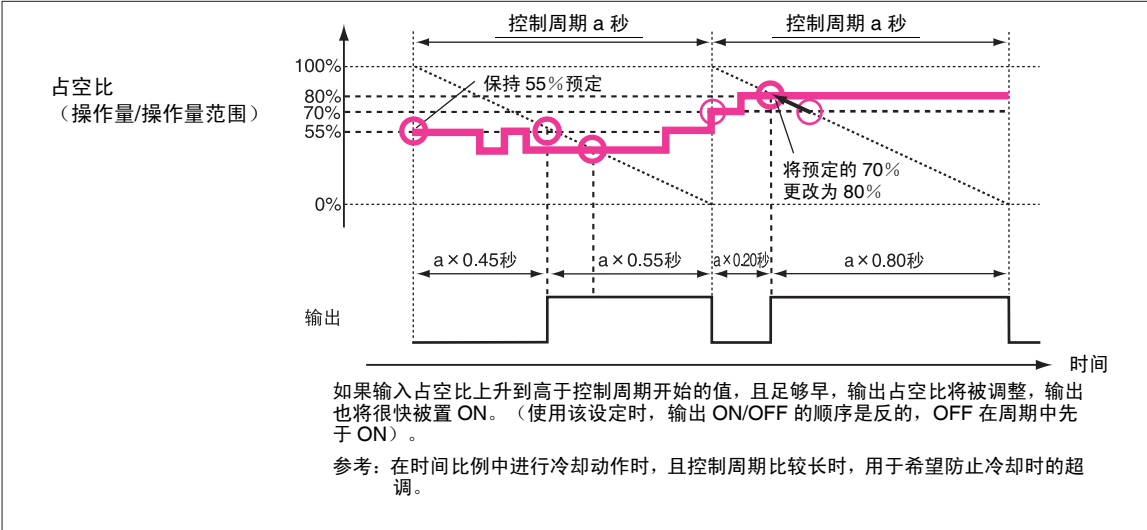 控制周期 a 秒
控制周期 a 秒
占空比
（操作量/操作量范围）
100%
80%
70%
55%
0%
保持 55％预定
将预定的 70％
更改为 80％
a×0.45秒
a×0.55秒
a×0.20秒
a×0.80秒
输出
时间
如果输入占空比上升到高于控制周期开始的值，且足够早，输出占空比将被调整，输出
也将很快被置 ON。（使用该设定时，输出 ON/OFF 的顺序是反的，OFF 在周期中先
于 ON）。
参考：在时间比例中进行冷却动作时，且控制周期比较长时，用于希望防止冷却时的超
调。